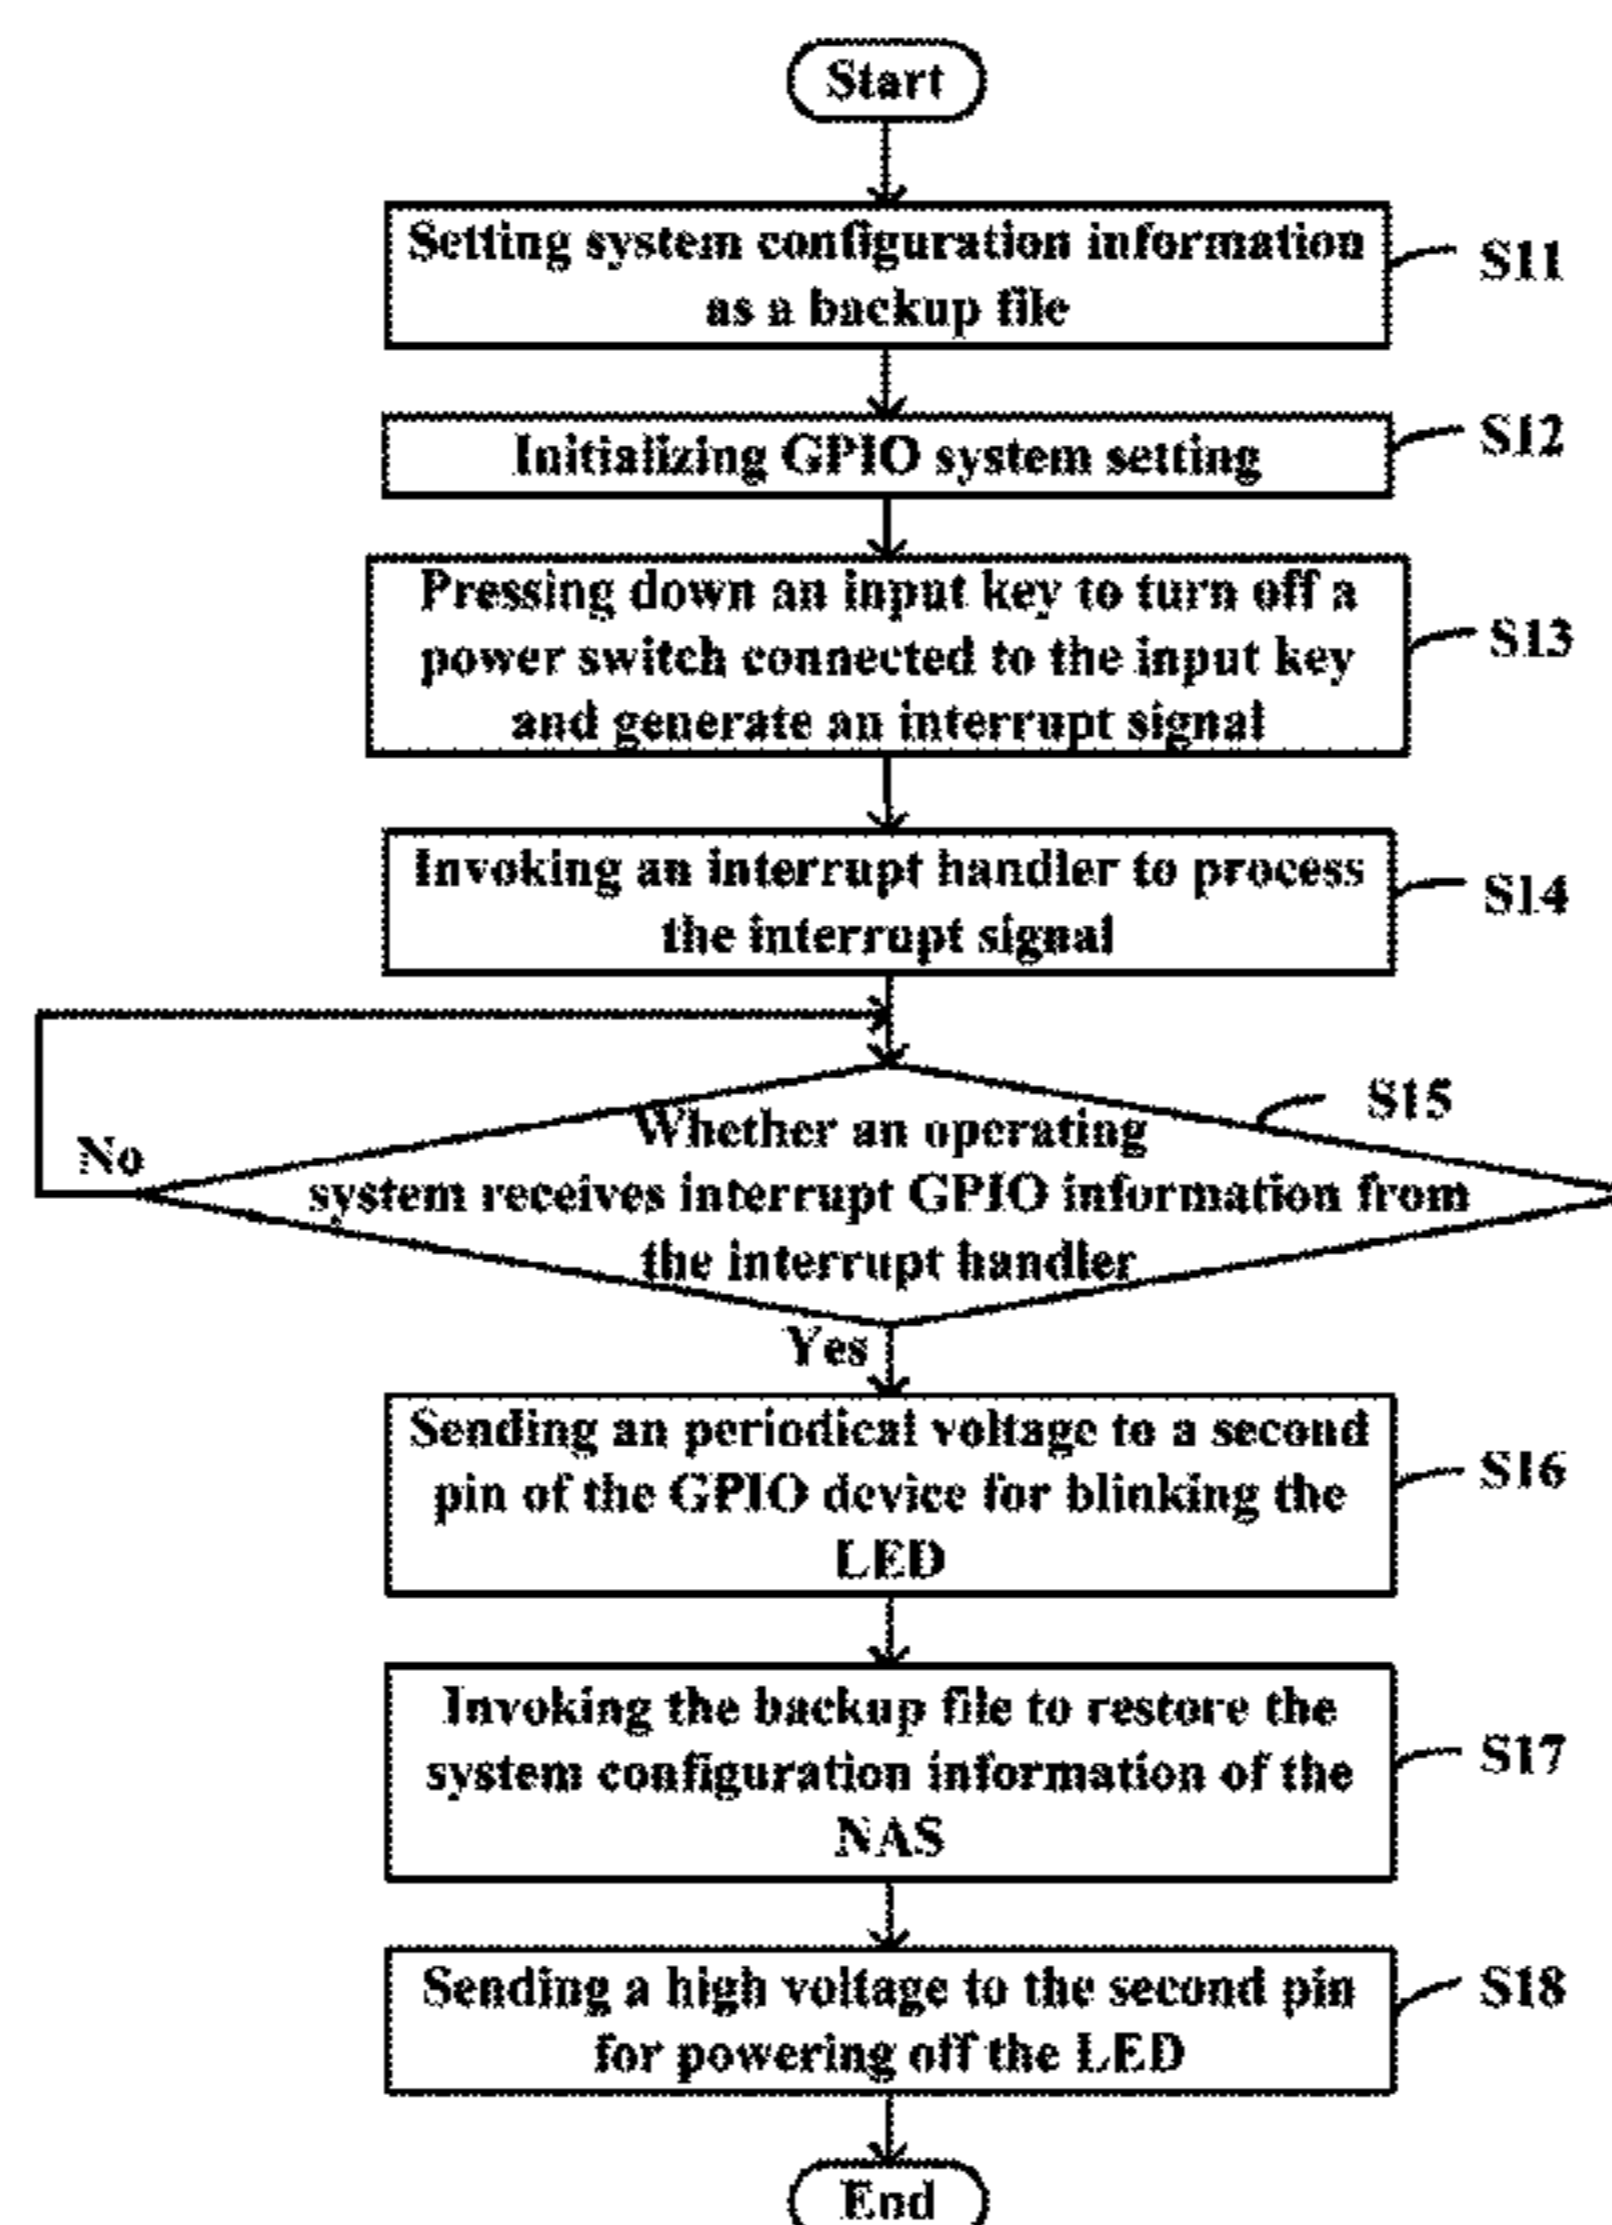 Start
Setting system configuration information
as a backup file
S11
Initializing GPIO system setting
S12
Pressing down an input key to turn off a
power switch connected to the input key
and generate an interrupt signal
S13
Invoking an interrupt handler to process
the interrupt signal
S14
Whether an operating
system receives interrupt GPIO information from
the interrupt handler
S15
No
Yes
Sending an periodical voltage to a second
pin of the GPIO device for blinking the
LED
S16
Invoking the backup file to restore the
system configuration information of the
NAS
S17
Sending a high voltage to the second pin
for powering off the LED
S18
End